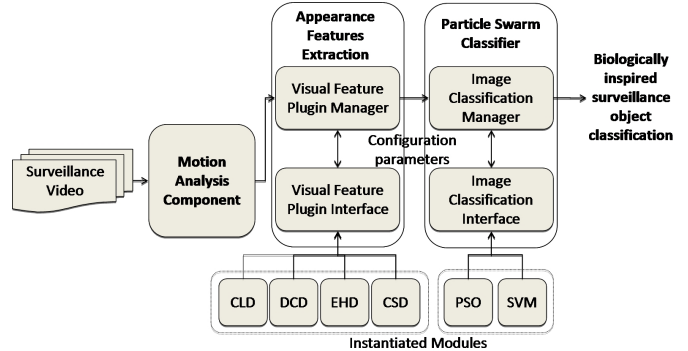 Appearance
Features
Extraction
Particle Swarm
Classifier
Visual Feature
Plugin Manager
Image
Classification
Manager
Biologically
inspired
surveillance
object
classification
Configuration
parameters
Surveillance
Video
Motion
Analysis
Component
Visual Feature
Plugin Interface
Image
Classification
Interface
CLD
DCD
EHD
CSD
PSO
SVM
Instantiated Modules